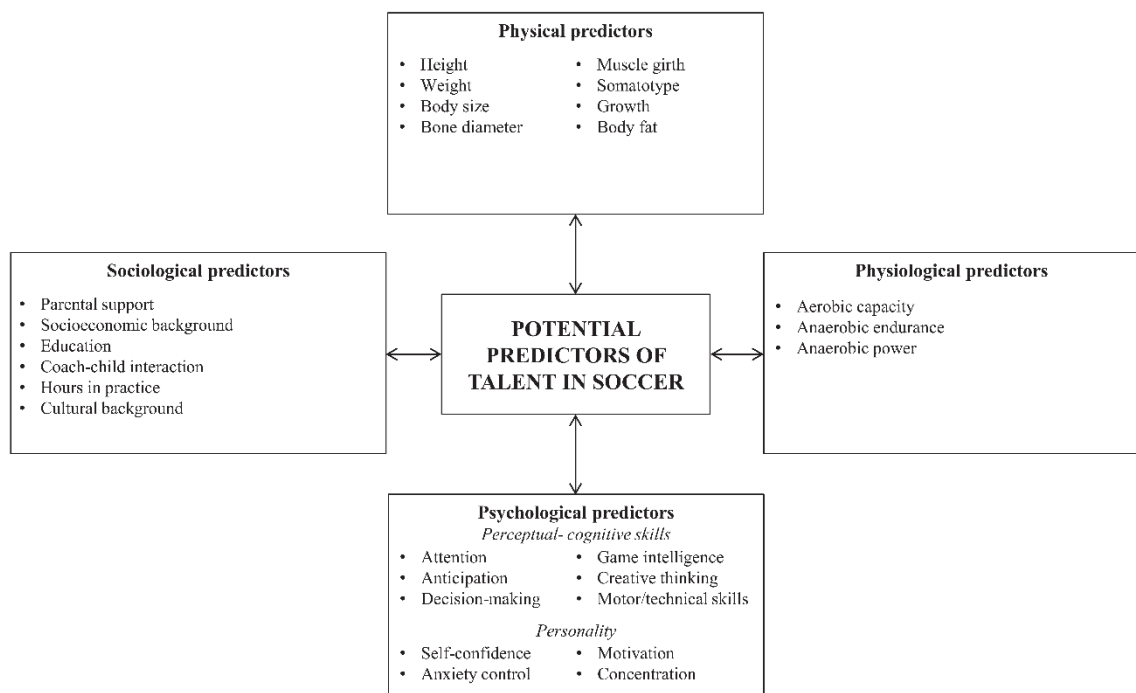 Physical predictors
• Height
• Weight
• Body size
• Bone diameter
• Muscle girth
• Somatotype
• Growth
• Body fat
Sociological predictors
• Parental support
• Socioeconomic background
• Education
• Coach-child interaction
• Hours in practice
• Cultural background
POTENTIAL
PREDICTORS OF
TALENT IN SOCCER
Physiological predictors
• Aerobic capacity
• Anaerobic endurance
• Anaerobic power
Psychological predictors
Perceptual- cognitive skills
• Attention
• Anticipation
• Decision-making
• Game intelligence
• Creative thinking
• Motor/technical skills
Personality
• Self-confidence
• Anxiety control
• Motivation
• Concentration